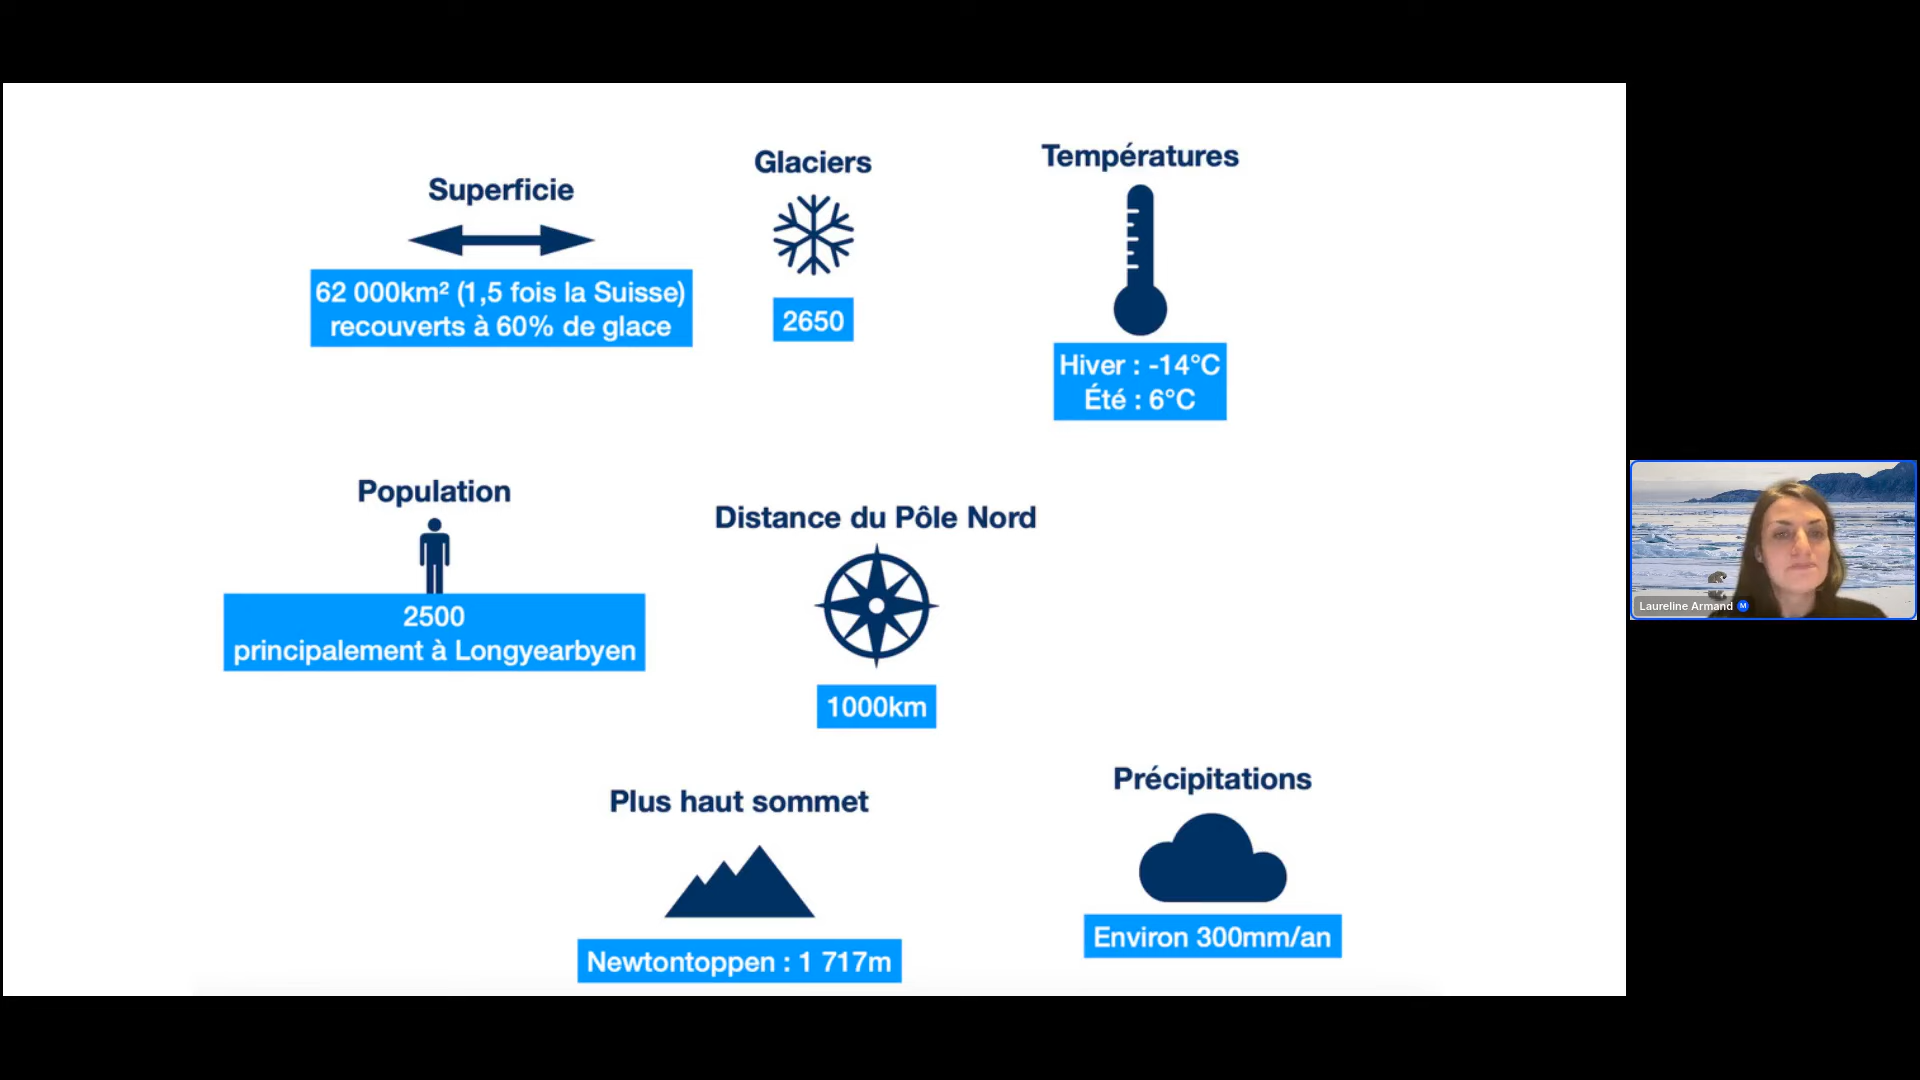 Superficie
62 000km² (1,5 fois la Suisse)
recouverts à 60% de glace
Glaciers
2650
Températures
Hiver : -14°C
Été : 6°C
Population
2500
principalement à Longyearbyen
Distance du Pôle Nord
1000km
Plus haut sommet
Newtontoppen : 1 717m
Précipitations
Environ 300mm/an
Laureline Armand M